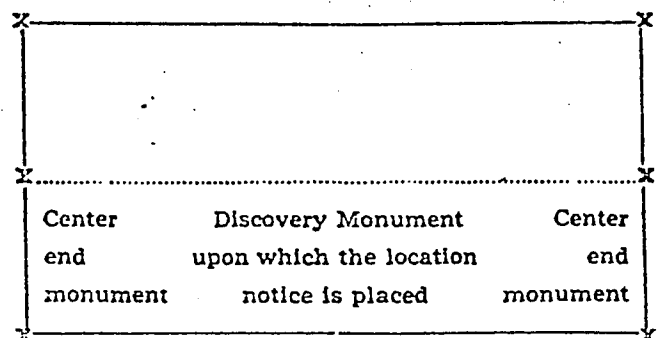 Center Discovery Monument Center
end upon which the location end
monument notice is placed monument